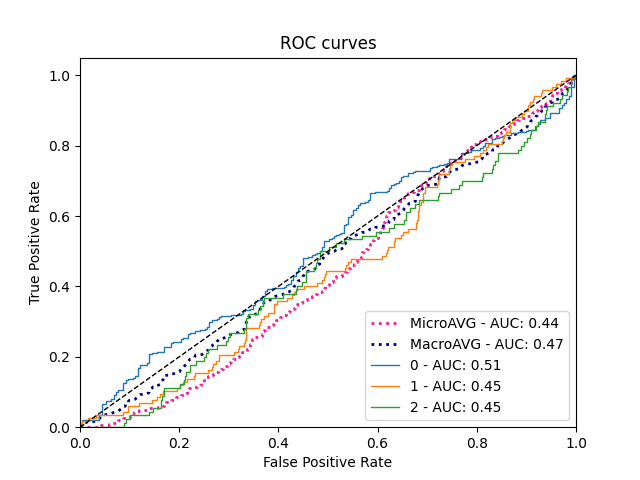 ROC curves
True Positive Rate
1.0
0.8
0.6
0.4
0.2
0.0
MicroAVG - AUC: 0.44
MacroAVG - AUC: 0.47
0 - AUC: 0.51
1 - AUC: 0.45
2 - AUC: 0.45
0.0 0.2 0.4 0.6 0.8 1.0
False Positive Rate